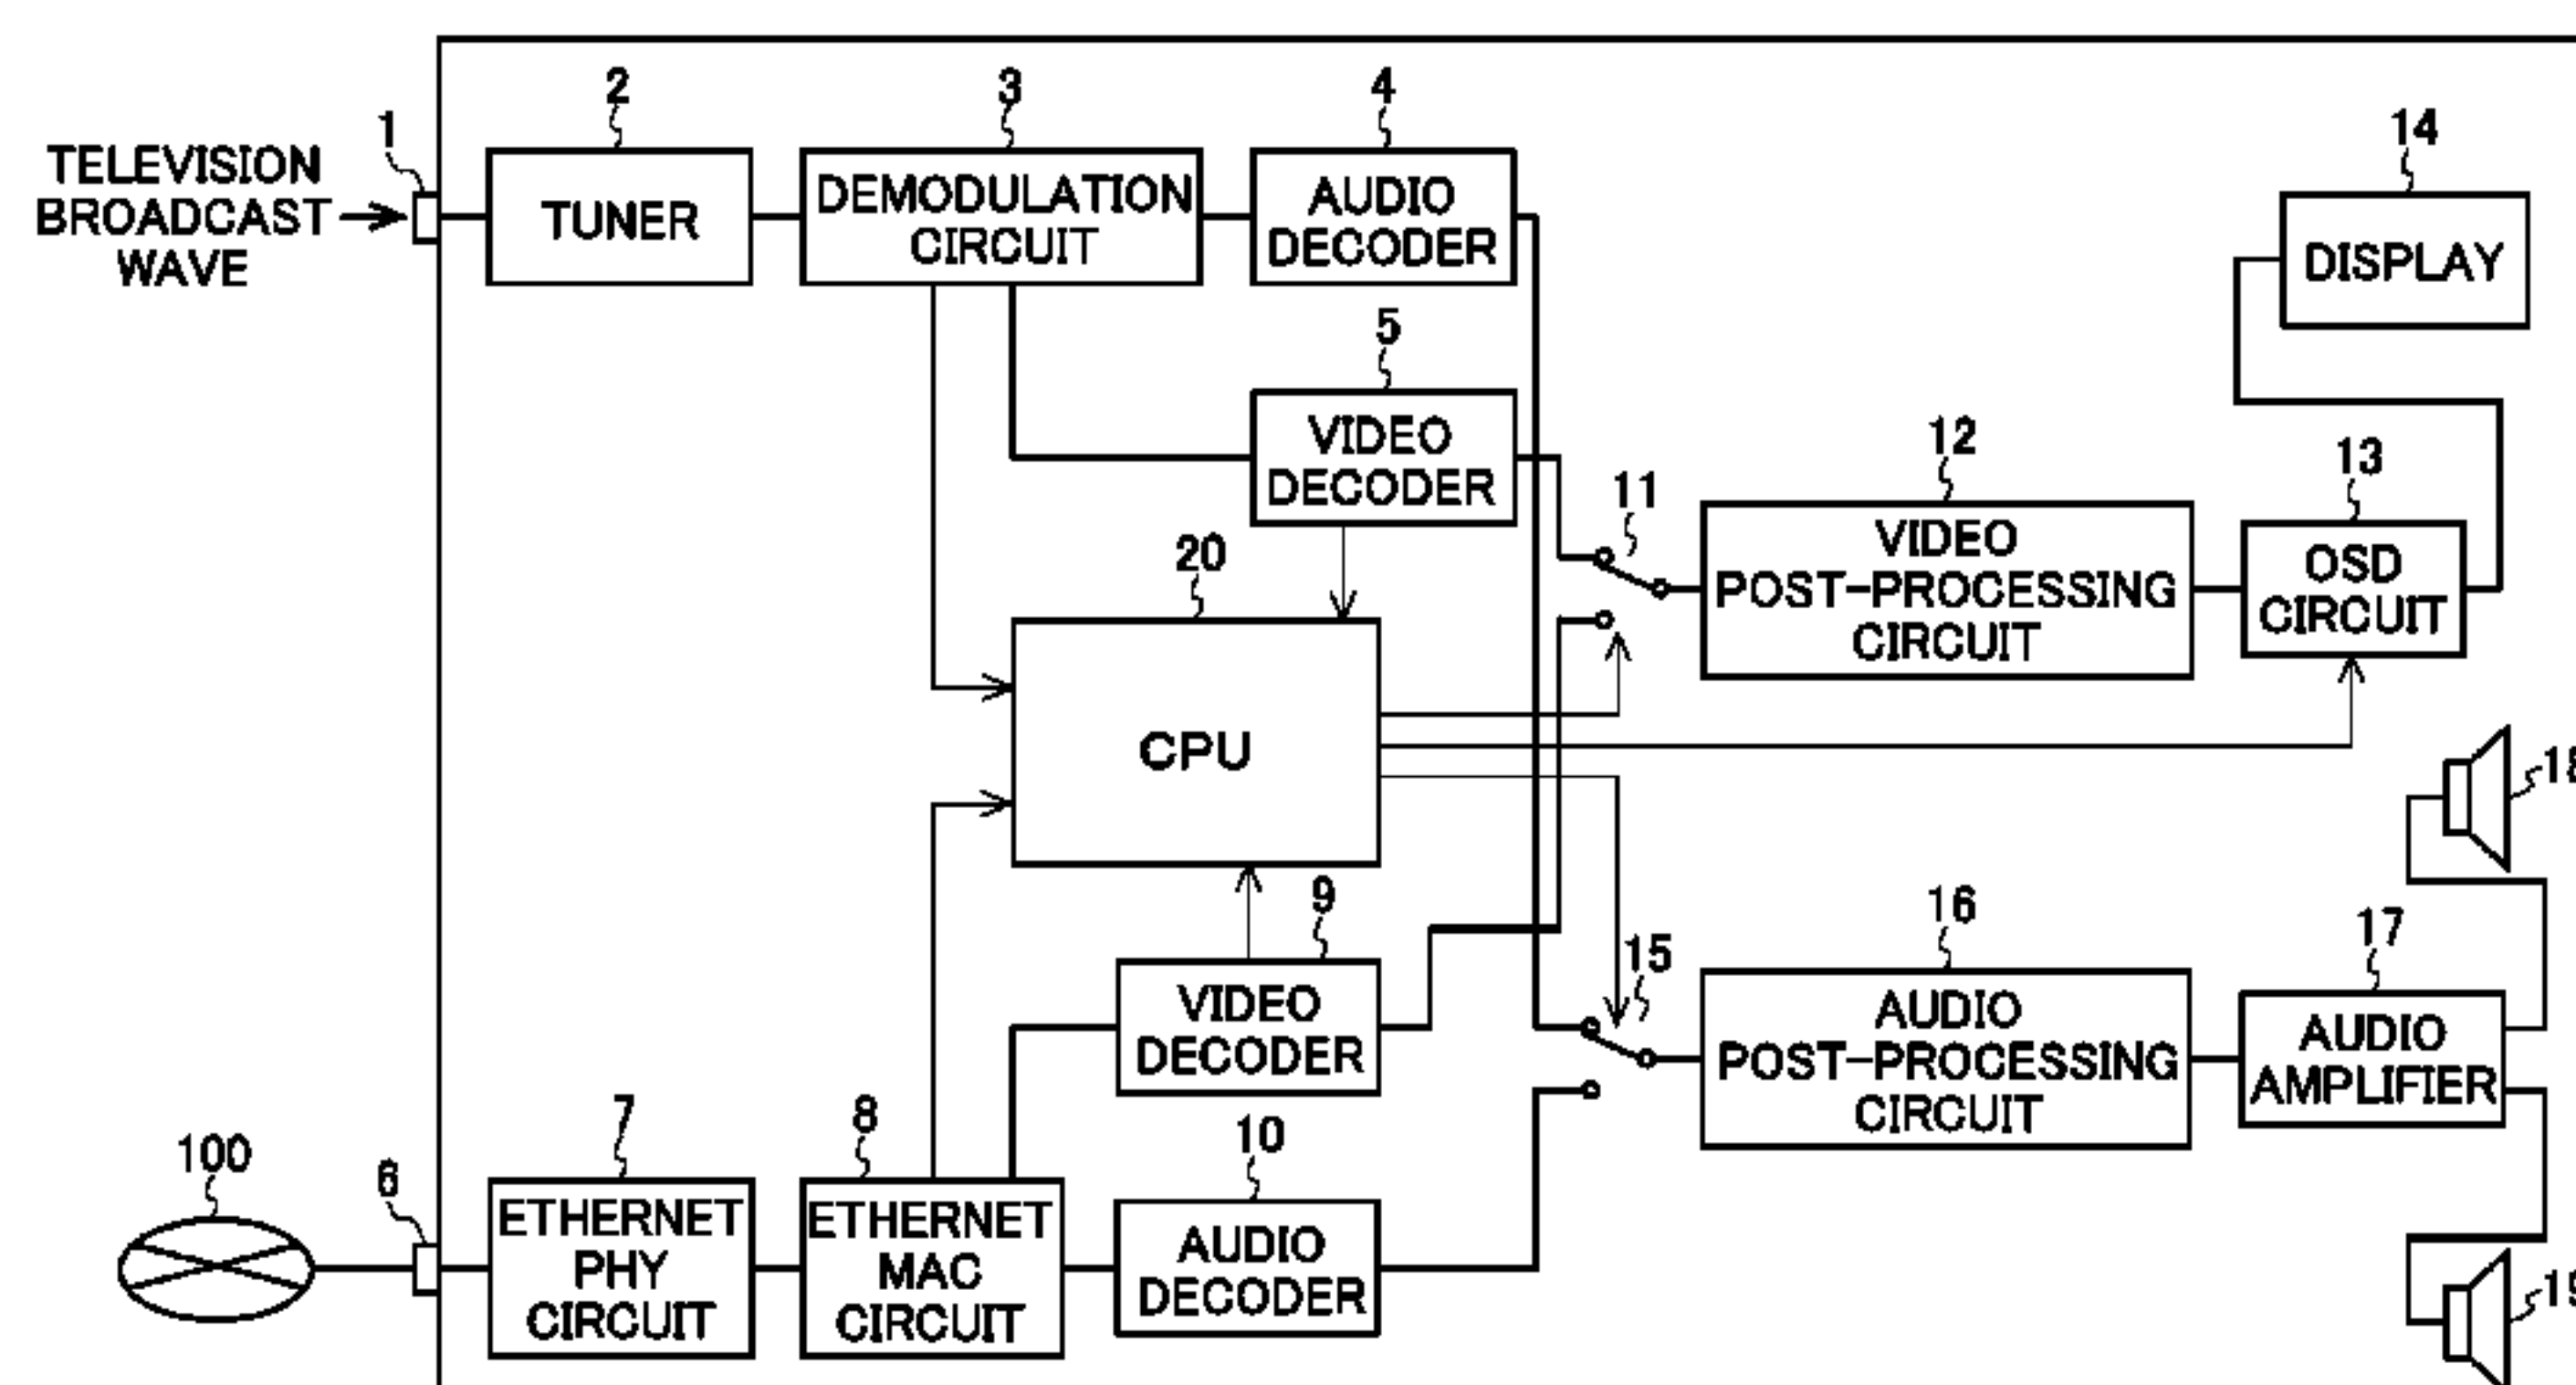 2
3
4
14
1
TELEVISION
BROADCAST
WAVE
TUNER
DEMODULATION
CIRCUIT
AUDIO
DECODER
DISPLAY
5
VIDEO
DECODER
11
12
13
VIDEO
POST-PROCESSING
CIRCUIT
OSD
CIRCUIT
20
CPU
18
9
VIDEO
DECODER
15
16
17
AUDIO
POST-PROCESSING
CIRCUIT
AUDIO
AMPLIFIER
100
6
7
8
10
ETHERNET
PHY
CIRCUIT
ETHERNET
MAC
CIRCUIT
AUDIO
DECODER
19